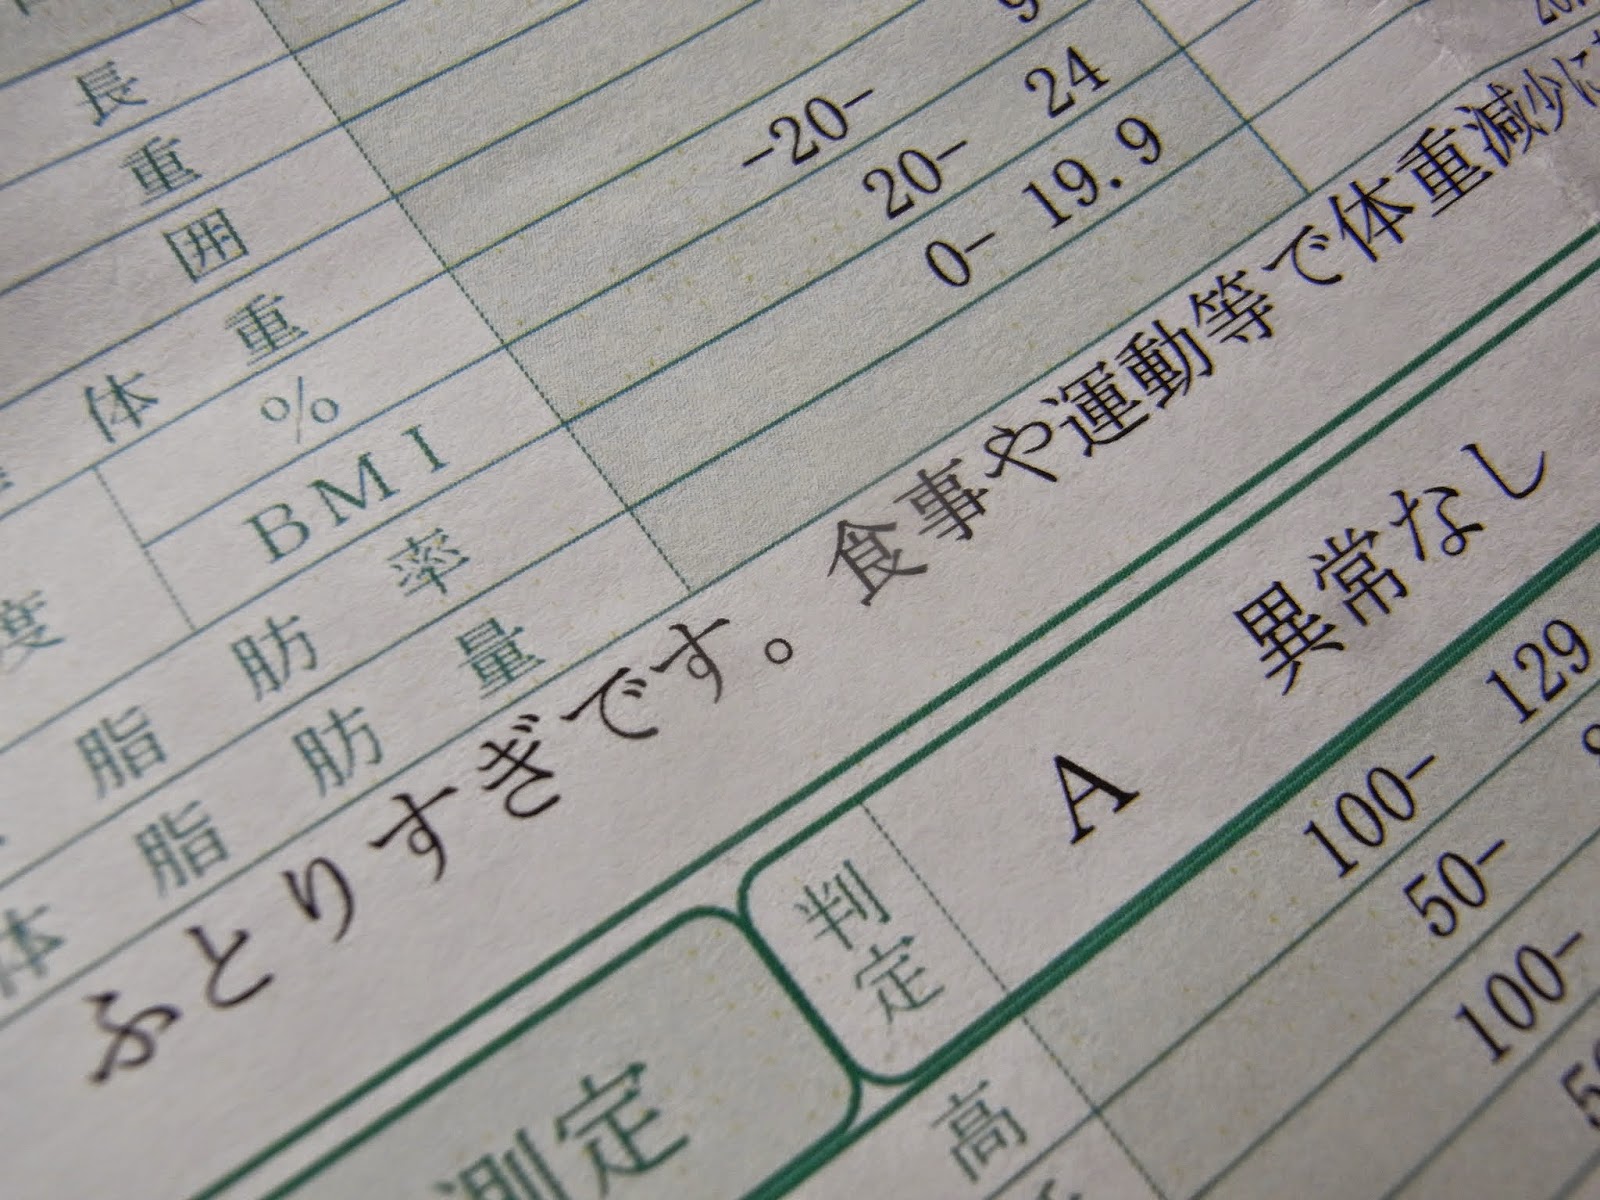 長
重
囲
体 重
% -20- 9
BMI 20- 24
脂肪率 0- 19.9
体脂肪量
ふとりすぎです。食事や運動等で体重減少に
判定 A 異常なし
測定
高 100- 129
50-
100-